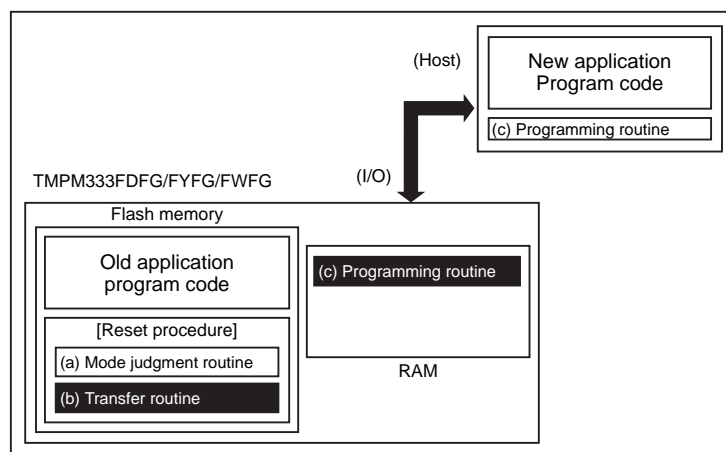 (Host)
New application
Program code
(c) Programming routine
(I/O)
TMPM333FDFG/FYFG/FWFG
Flash memory
Old application
program code
[Reset procedure]
(a) Mode judgment routine
(b) Transfer routine
(c) Programming routine
RAM